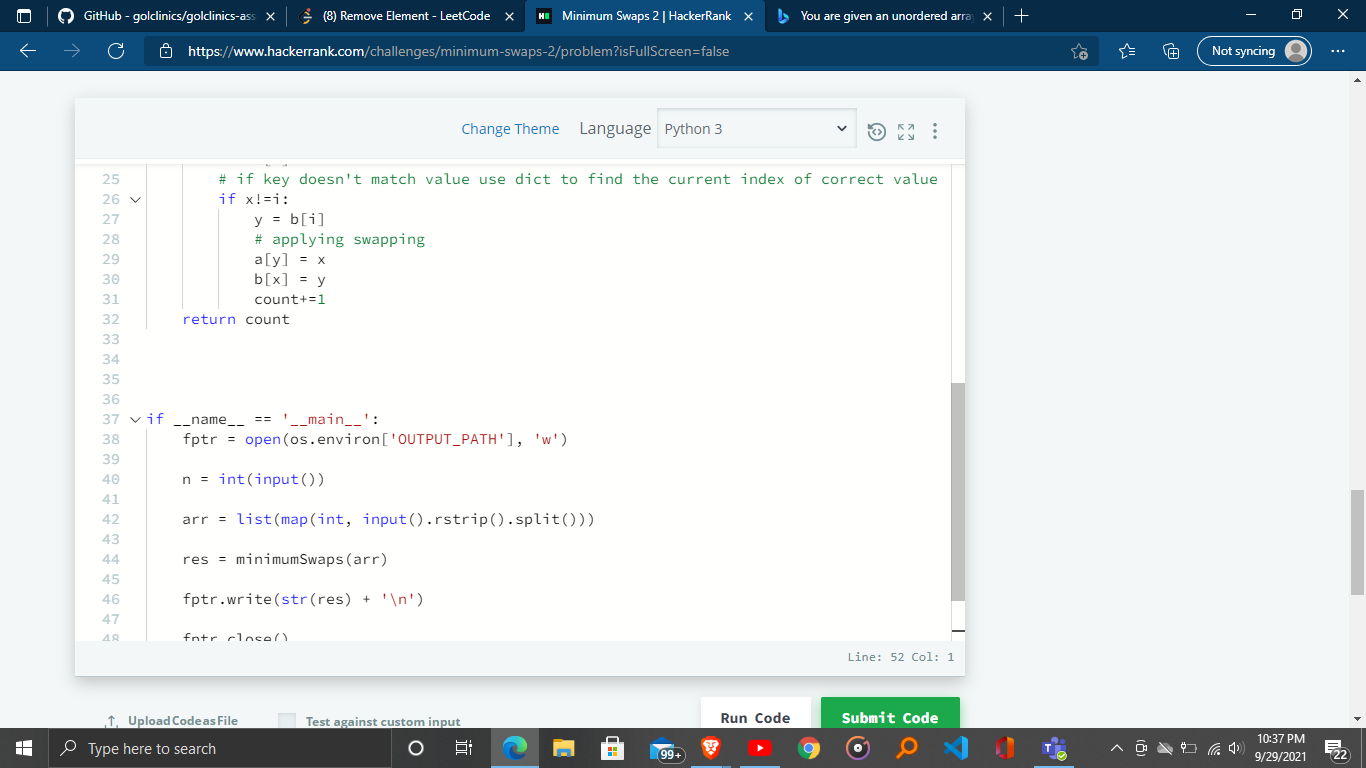 GitHub - golclinics/golclinics-ass
(8) Remove Element - LeetCode
Minimum Swaps 2 | HackerRank
You are given an unordered arra
https://www.hackerrank.com/challenges/minimum-swaps-2/problem?isFullScreen=false
Not syncing
Change Theme Language Python 3
25 # if key doesn't match value use dict to find the current index of correct value
26 if x!=i:
27 y = b[i]
28 # applying swapping
29 a[y] = x
30 b[x] = y
31 count+=1
32 return count
33
34
35
36
37 if __name__ == '__main__':
38 fptr = open(os.environ['OUTPUT_PATH'], 'w')
39
40 n = int(input())
41
42 arr = list(map(int, input().rstrip().split()))
43
44 res = minimumSwaps(arr)
45
46 fptr.write(str(res) + '\n')
47
48 fptr.close()
Line: 52 Col: 1
Upload Code as File Test against custom input Run Code Submit Code
Type here to search
99+
10:37 PM
9/29/2021
22